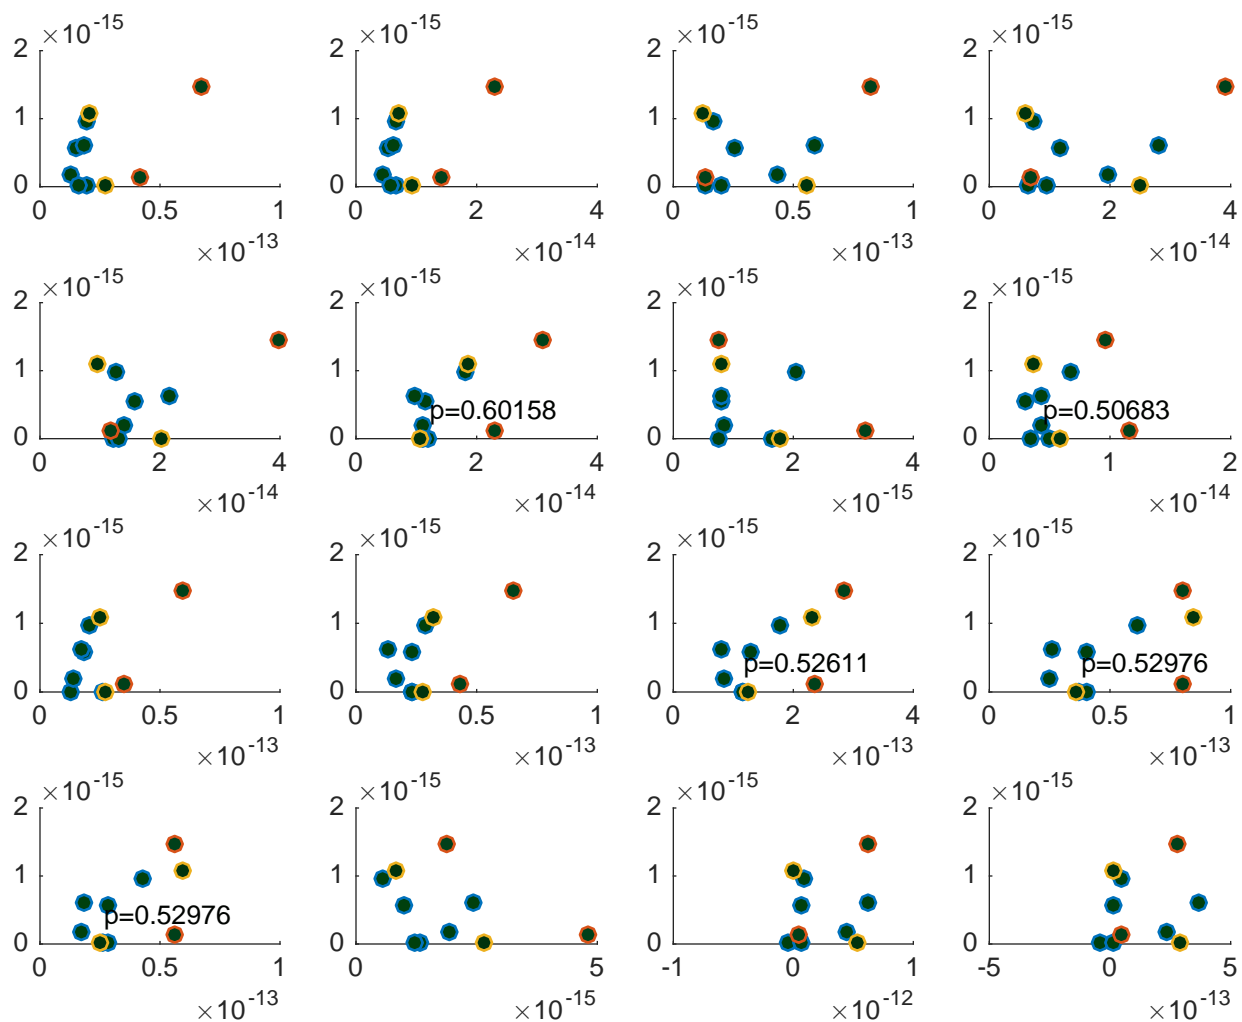 ×10-15 ×10-15 ×10-15 ×10-15
2 2 2 2
1 1 1 1
0 0 0 0
0 0.5 1 0 2 4 0 0.5 1 0 2 4
×10-13 ×10-14 ×10-13 ×10-14
×10-15 ×10-15 ×10-15 ×10-15
2 2 2 2
1 1 1 1
p=0.60158 p=0.50683
0 0 0 0
0 2 4 0 2 4 0 2 4 0 1 2
×10-14 ×10-14 ×10-15 ×10-14
×10-15 ×10-15 ×10-15 ×10-15
2 2 2 2
1 1 1 1
p=0.52611 p=0.52976
0 0 0 0
0 0.5 1 0 0.5 1 0 2 4 0 0.5 1
×10-13 ×10-13 ×10-13 ×10-13
×10-15 ×10-15 ×10-15 ×10-15
2 2 2 2
1 1 1 1
p=0.52976
0 0 0 0
0 0.5 1 0 5 -1 0 1 -5 0 5
×10-13 ×10-15 ×10-12 ×10-13